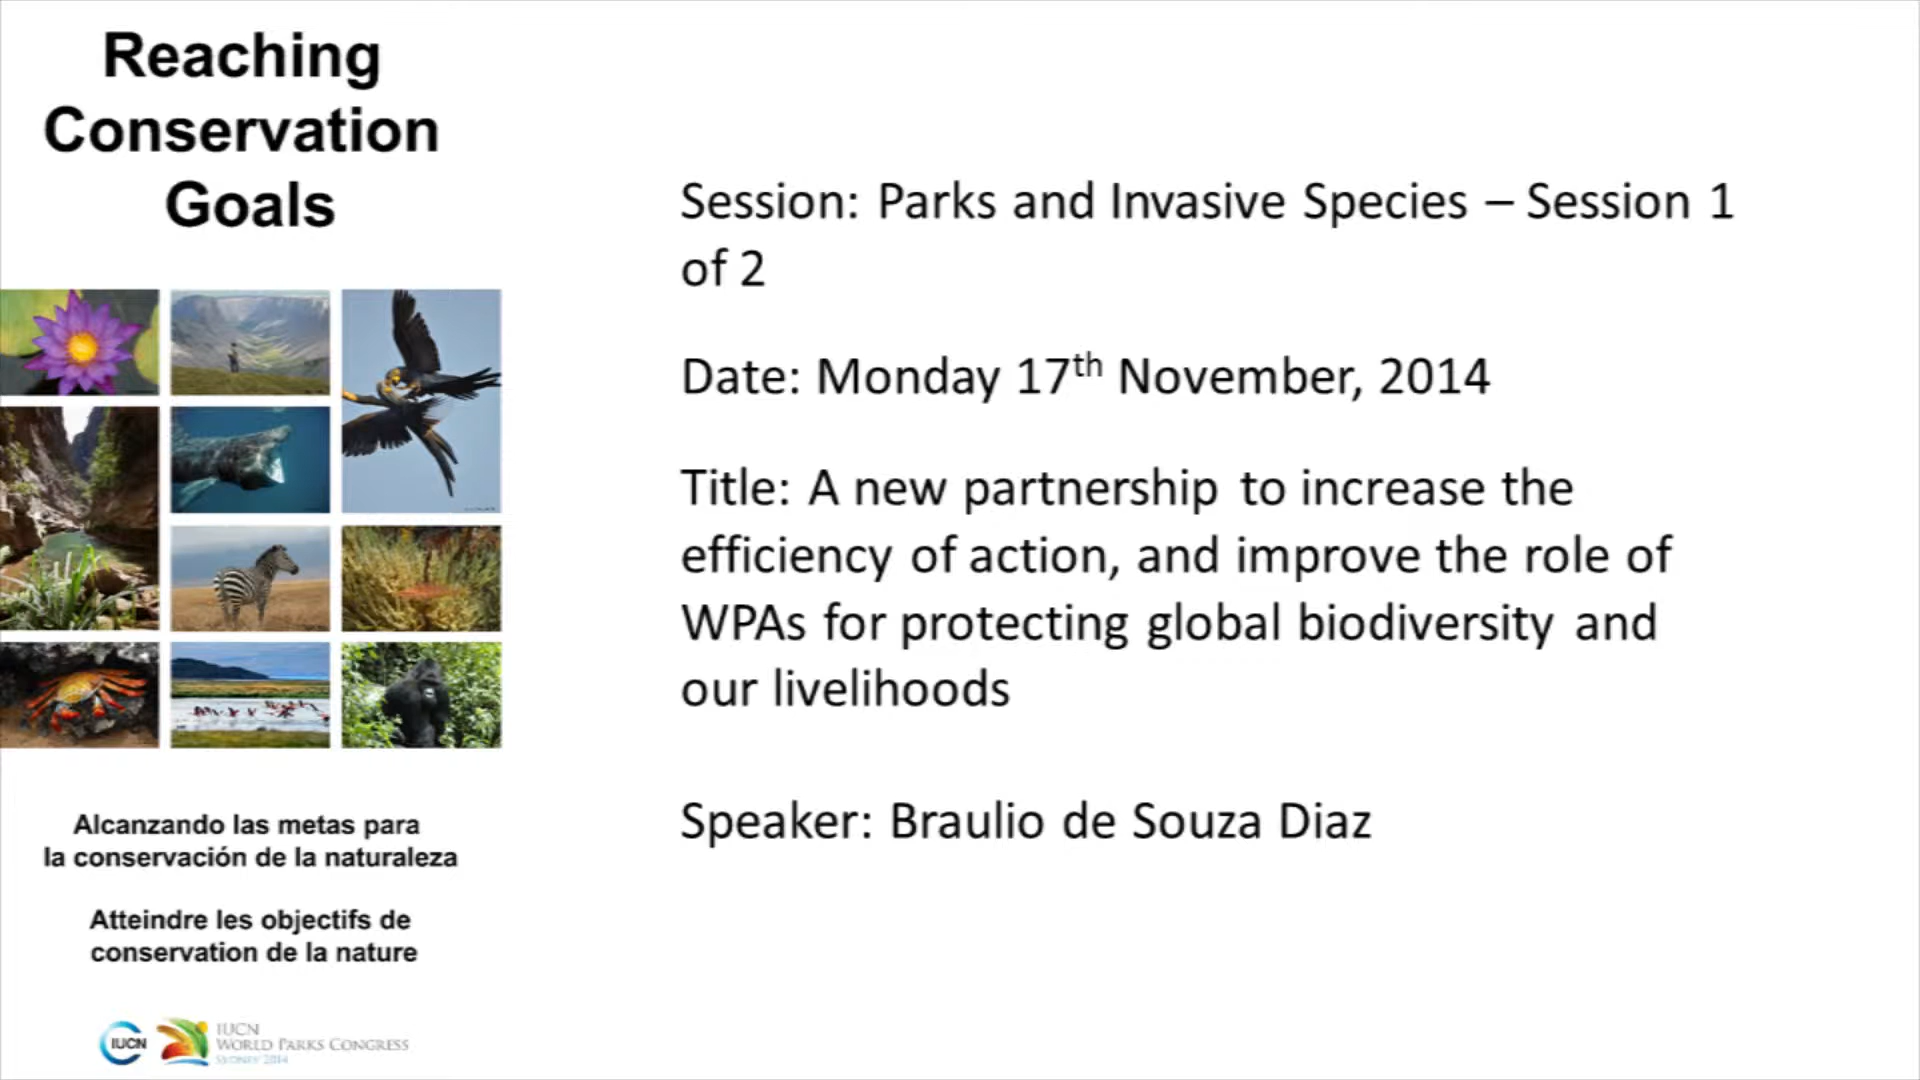 Reaching
Conservation
Goals
Alcanzando las metas para
la conservación de la naturaleza
Atteindre les objectifs de
conservation de la nature
IUCN
IUCN
WORLD PARKS CONGRESS
SYDNEY 2014
Session: Parks and Invasive Species – Session 1
of 2
Date: Monday 17th November, 2014
Title: A new partnership to increase the
efficiency of action, and improve the role of
WPAs for protecting global biodiversity and
our livelihoods
Speaker: Braulio de Souza Diaz